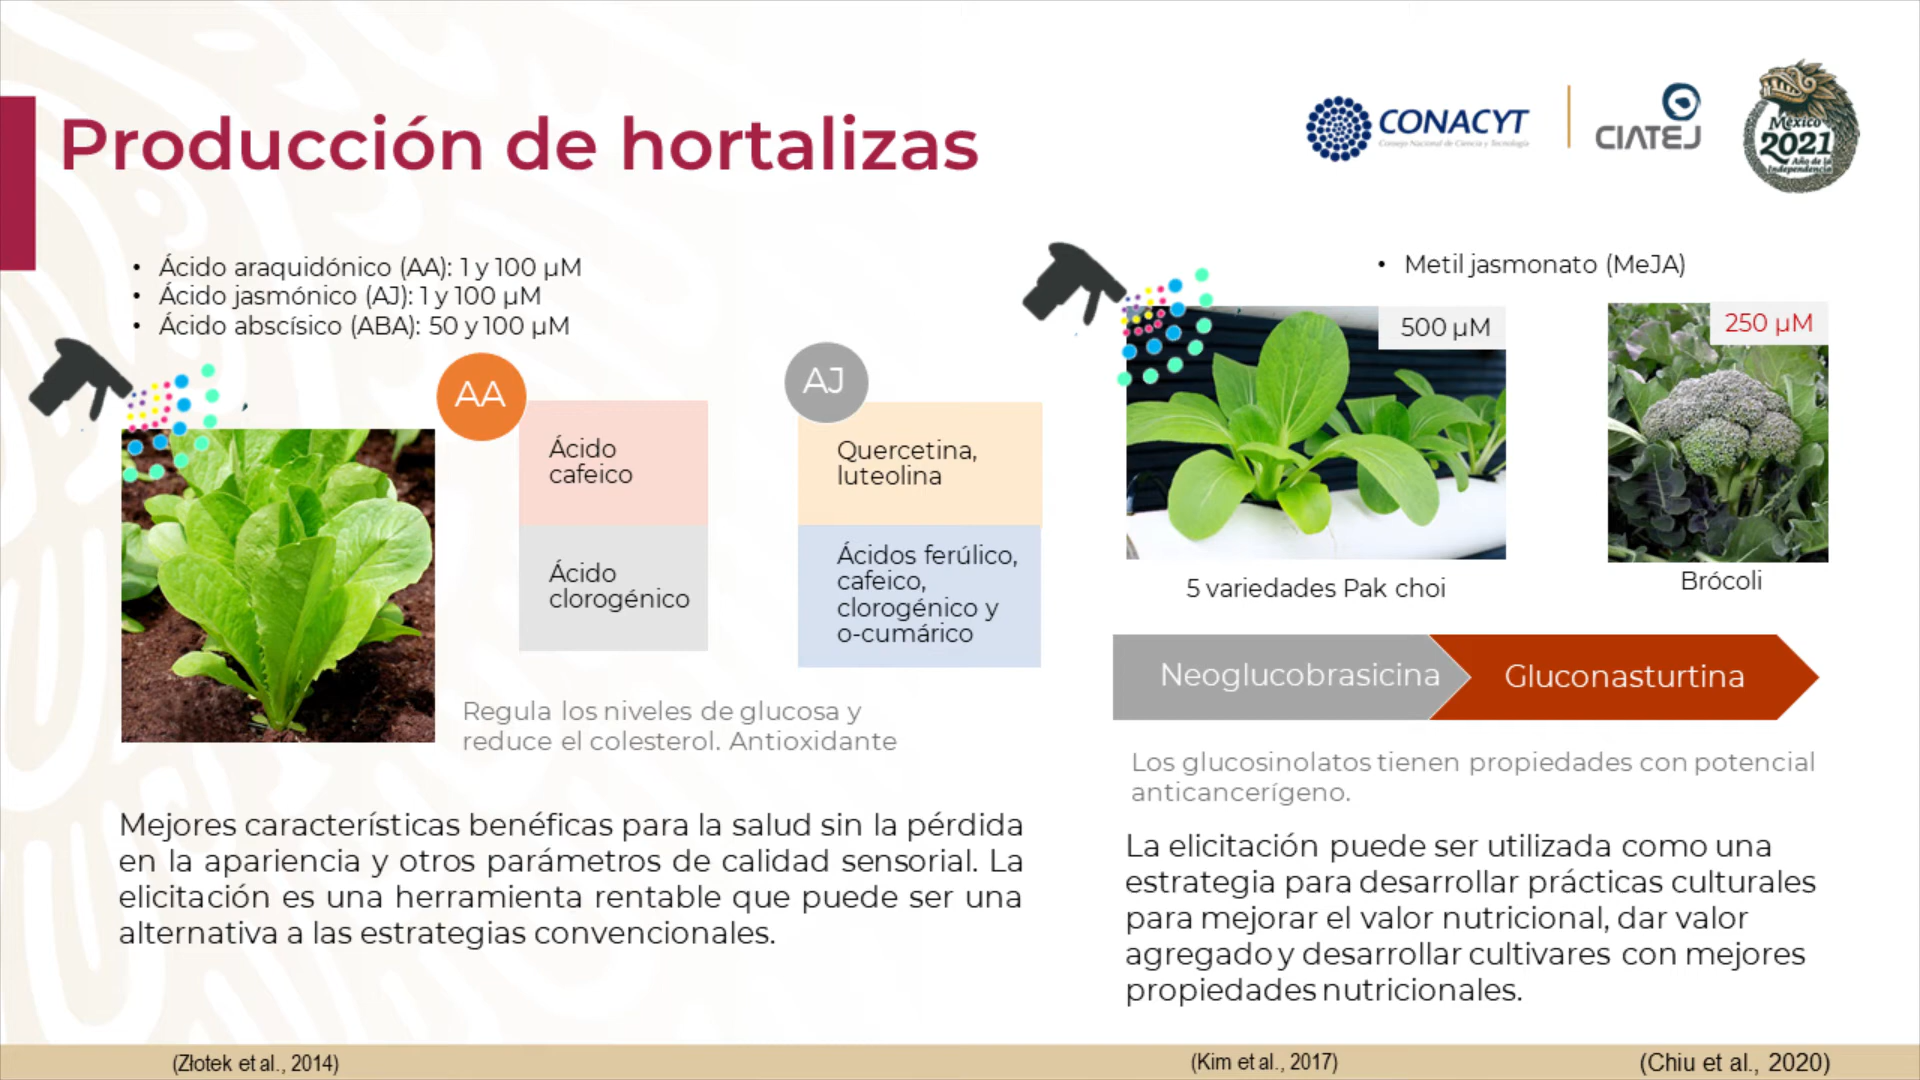 Producción de hortalizas
CONACYT
Consejo Nacional de Ciencia y Tecnología
CIATEJ
México
2021
Año de la
Independencia
• Ácido araquidónico (AA): 1 y 100 µM
• Ácido jasmónico (AJ): 1 y 100 µM
• Ácido abscísico (ABA): 50 y 100 µM
AA
Ácido
cafeico
Ácido
clorogénico
AJ
Quercetina,
luteolina
Ácidos ferúlico,
cafeico,
clorogénico y
o-cumárico
Regula los niveles de glucosa y
reduce el colesterol. Antioxidante
Mejores características benéficas para la salud sin la pérdida
en la apariencia y otros parámetros de calidad sensorial. La
elicitación es una herramienta rentable que puede ser una
alternativa a las estrategias convencionales.
• Metil jasmonato (MeJA)
500 µM
250 µM
5 variedades Pak choi
Brócoli
Neoglucobrasicina
Gluconasturtina
Los glucosinolatos tienen propiedades con potencial
anticancerígeno.
La elicitación puede ser utilizada como una
estrategia para desarrollar prácticas culturales
para mejorar el valor nutricional, dar valor
agregado y desarrollar cultivares con mejores
propiedades nutricionales.
(Złotek et al., 2014)
(Kim et al., 2017)
(Chiu et al., 2020)